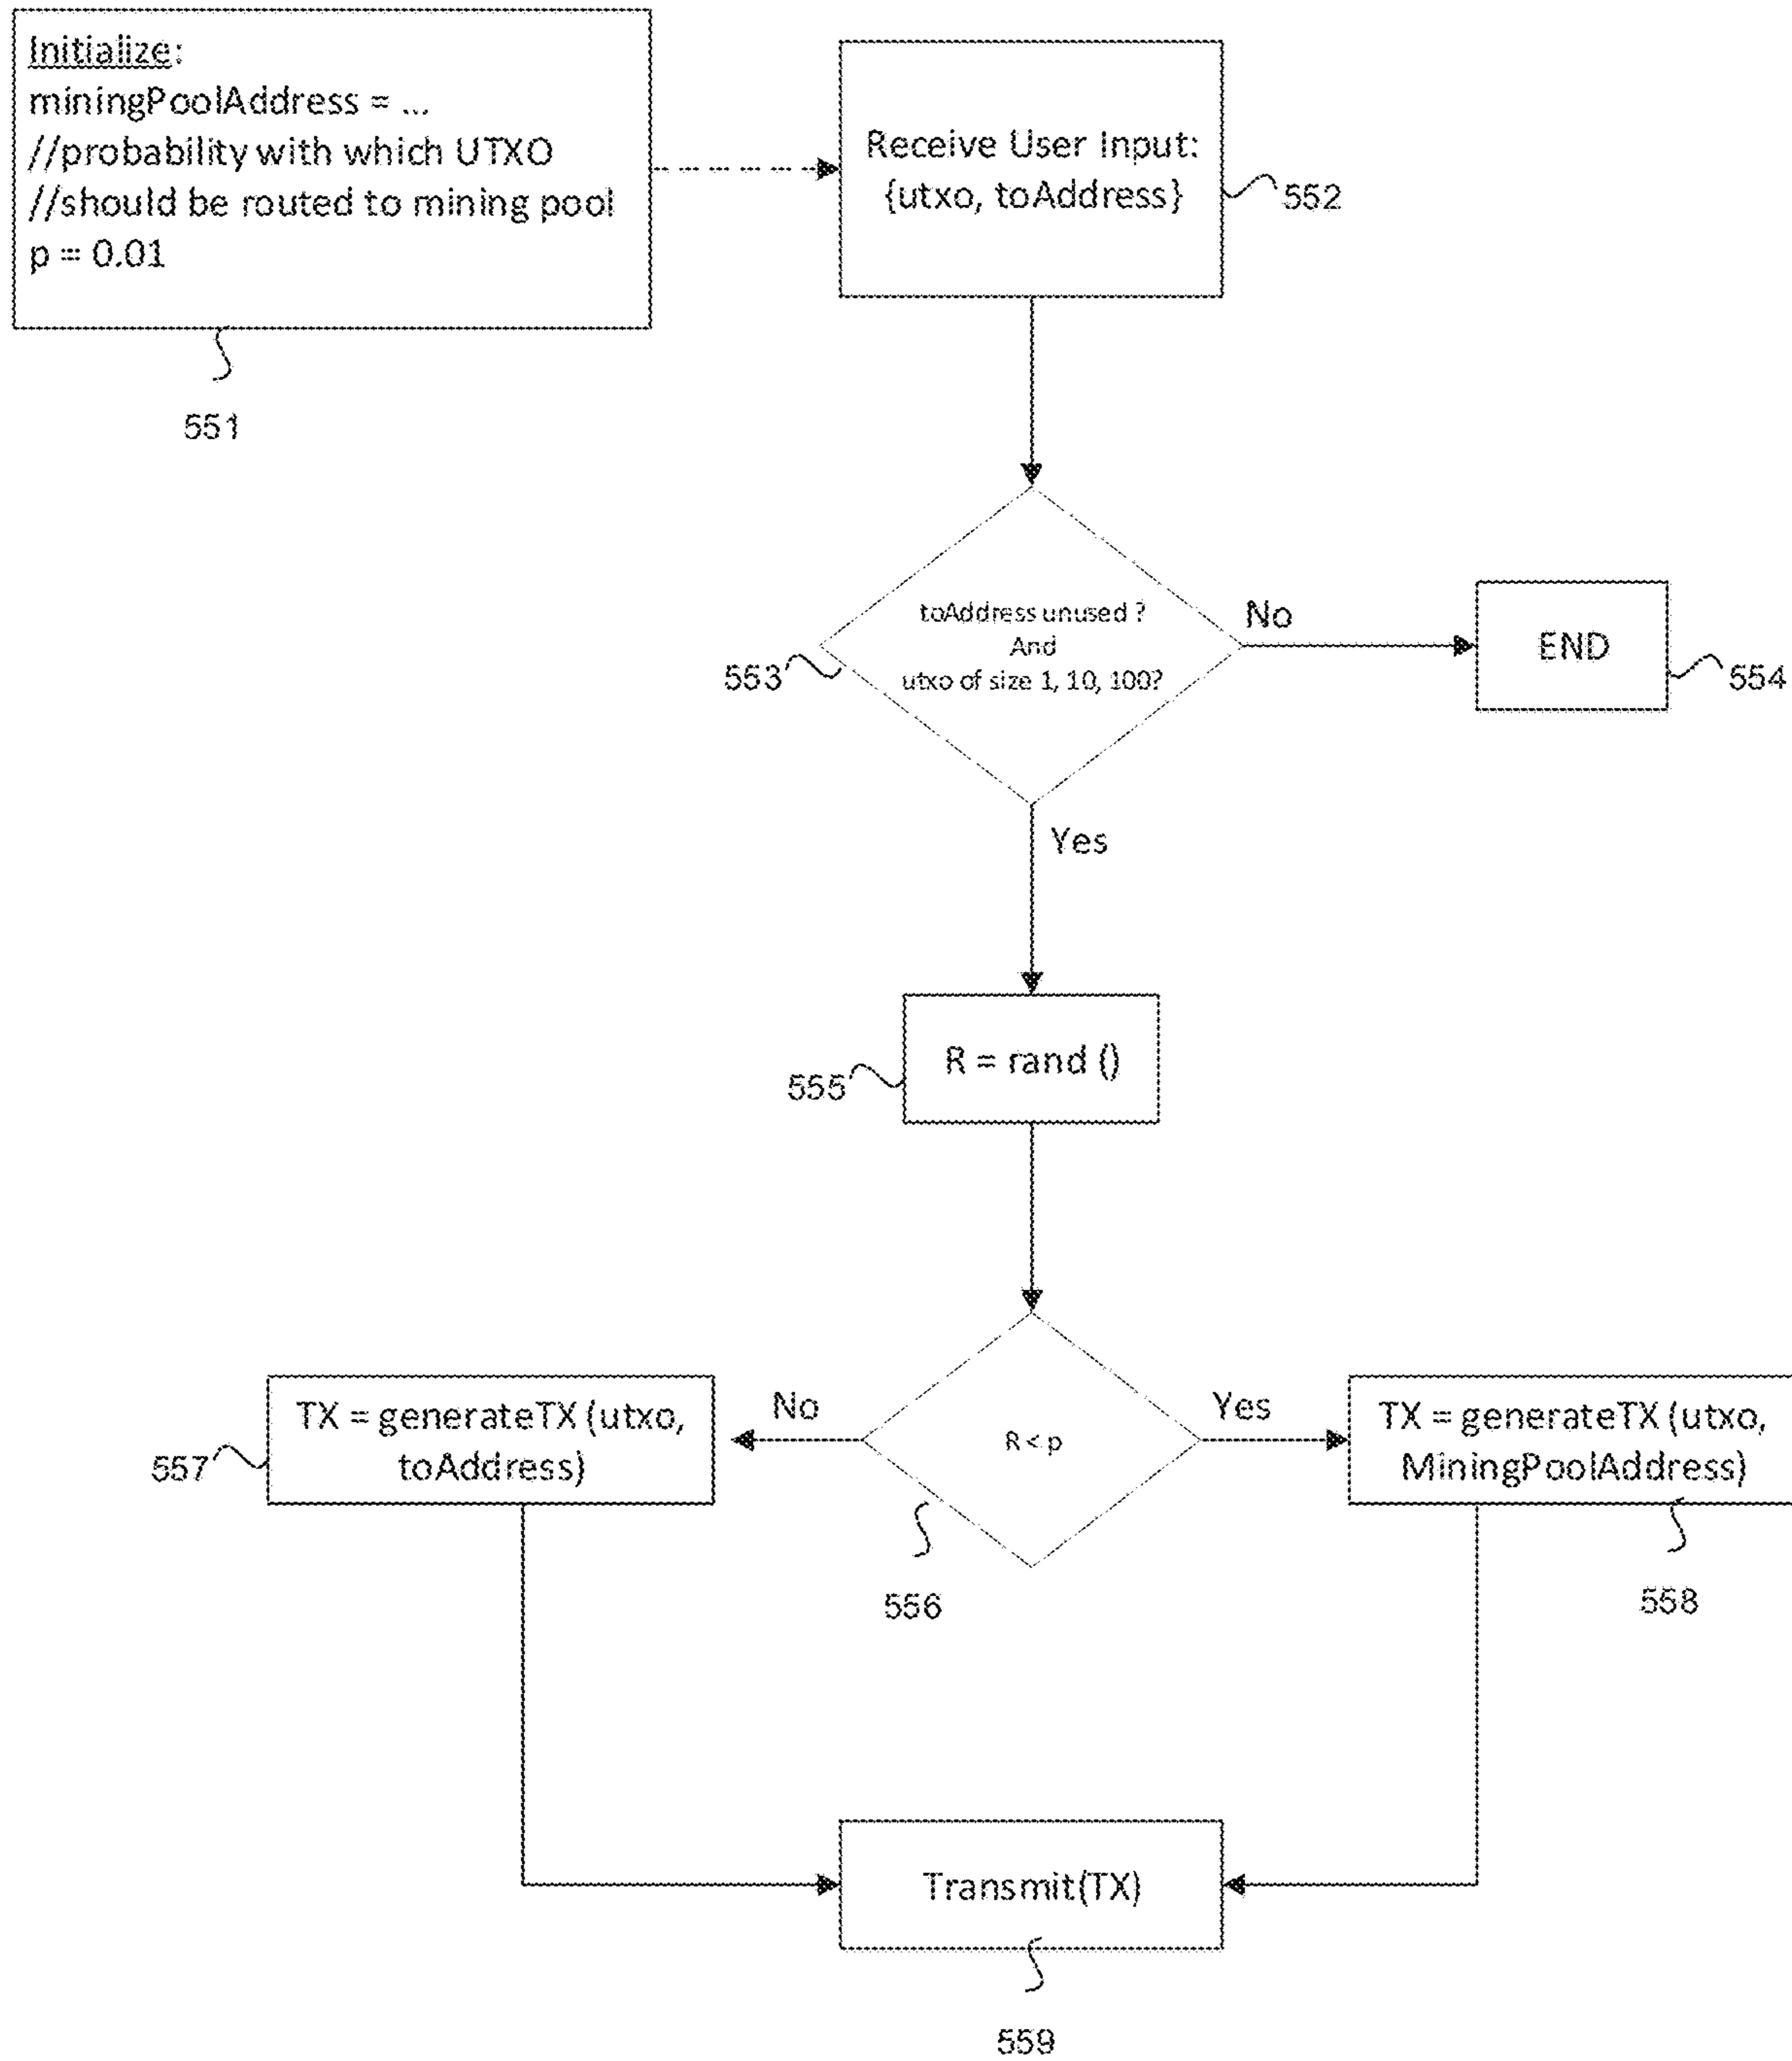 Initialize:
miningPoolAddress = ...
//probability with which UTXO
//should be routed to mining pool
p = 0.01
551
Receive User Input:
{utxo, toAddress}
552
toAddress unused ?
And
utxo of size 1, 10, 100?
553
No
END
554
Yes
R = rand ()
555
R < p
556
No
TX = generateTX (utxo,
toAddress)
557
Yes
TX = generateTX (utxo,
MiningPoolAddress)
558
Transmit(TX)
559